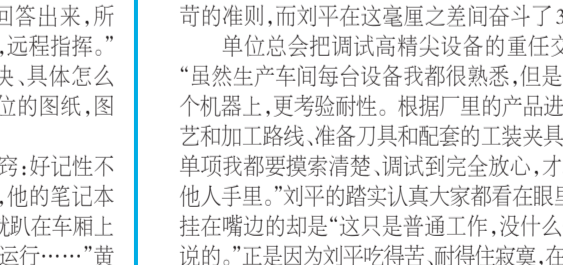 回答出来，所
，远程指挥。”
央、具体怎么
位的图纸，图
窍：好记性不
，他的笔记本
就趴在车厢上
运行……”黄
苛的准则，而刘平在这毫厘之差间奋斗了3
单位总会把调试高精尖设备的重任交
“虽然生产车间每台设备我都很熟悉，但是
个机器上，更考验耐性。根据厂里的产品进
艺和加工路线、准备刀具和配套的工装夹具
单项我都要摸索清楚、调试到完全放心，才
他人手里。”刘平的踏实认真大家都看在眼里
挂在嘴边的却是“这只是普通工作，没什么
说的。”正是因为刘平吃得苦、耐得住寂寞，在